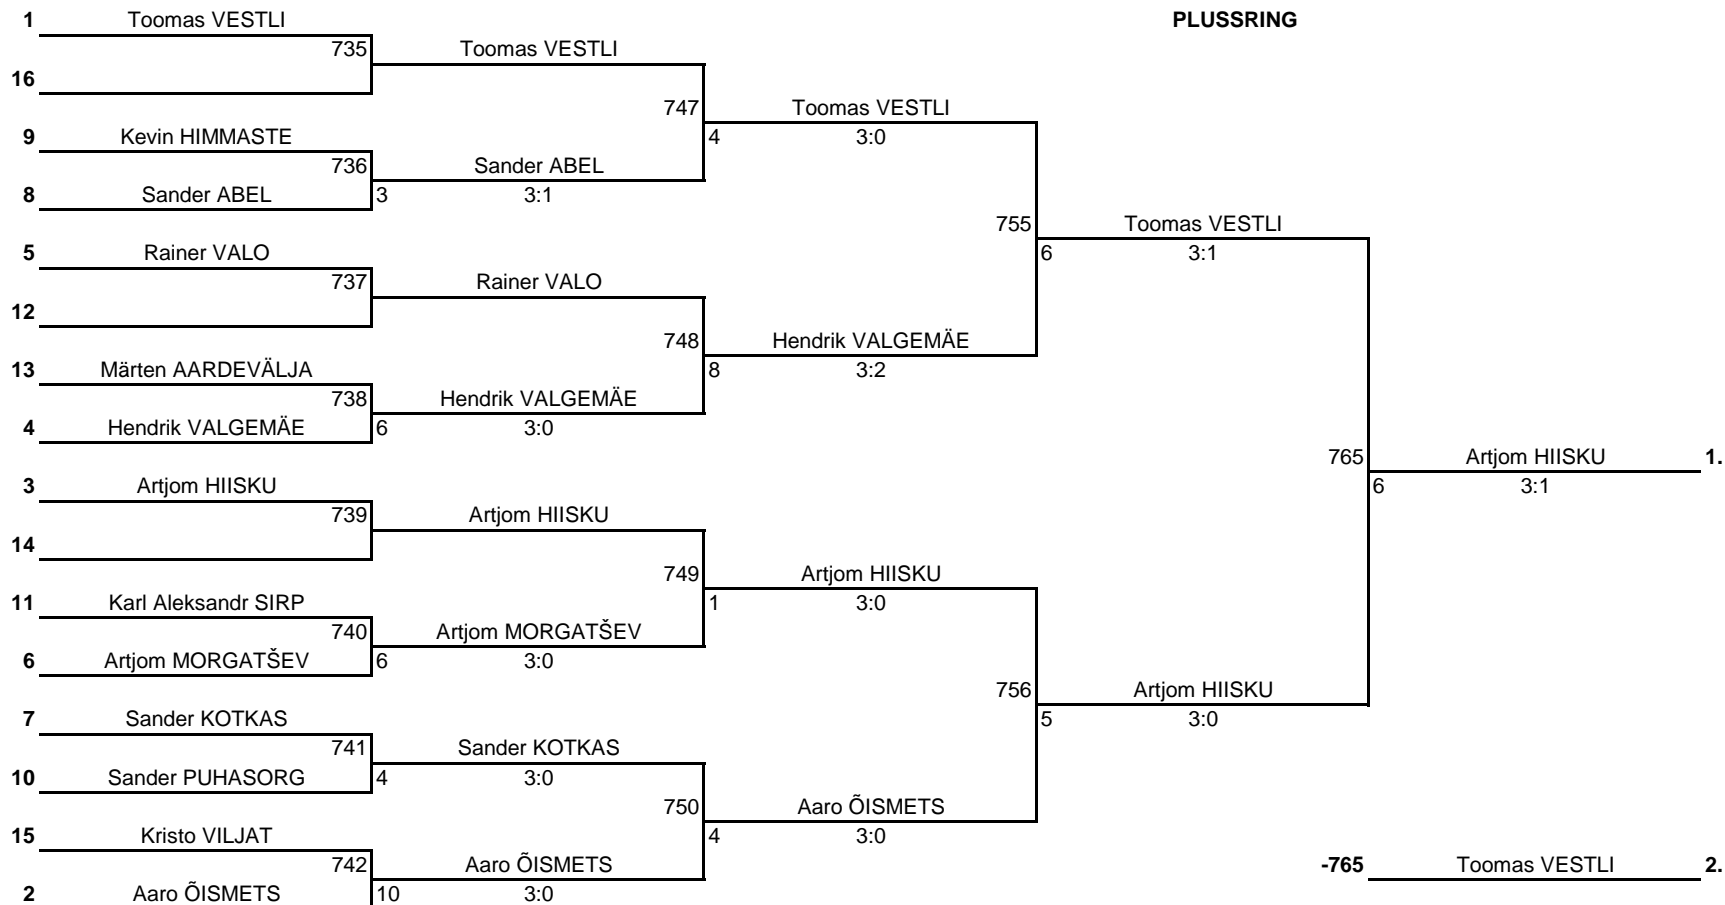 1 Toomas VESTLI PLUSSRING
735 Toomas VESTLI
16
747 Toomas VESTLI
9 Kevin HIMMASTE 4 3:0
736 Sander ABEL
8 Sander ABEL 3 3:1
755 Toomas VESTLI
5 Rainer VALO 6 3:1
737 Rainer VALO
12
748 Hendrik VALGEMÄE
13 Märten AARDEVÄLJA 8 3:2
738 Hendrik VALGEMÄE
4 Hendrik VALGEMÄE 6 3:0
765 Artjom HIISKU 1.
3 Artjom HIISKU 6 3:1
739 Artjom HIISKU
14
749 Artjom HIISKU
11 Karl Aleksandr SIRP 1 3:0
740 Artjom MORGATŠEV
6 Artjom MORGATŠEV 6 3:0
756 Artjom HIISKU
7 Sander KOTKAS 5 3:0
741 Sander KOTKAS
10 Sander PUHASORG 4 3:0
750 Aaro ÕISMETS
15 Kristo VILJAT 4 3:0
742 Aaro ÕISMETS -765 Toomas VESTLI 2.
2 Aaro ÕISMETS 10 3:0